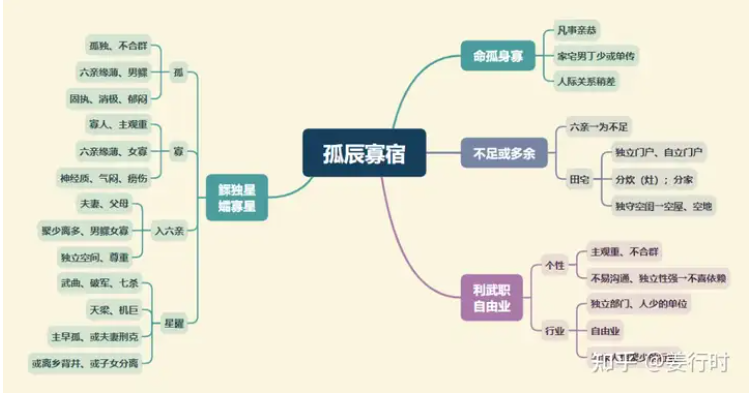 孤辰寡宿
鳏独星
孀寡星
孤
孤独、不合群
六亲缘薄、男鳏
固执、消极、郁闷
寡
寡人、主观重
六亲缘薄、女寡
神经质、气闷、痨伤
入六亲
夫妻、父母
聚少离多、男鳏女寡
独立空间、尊重
星曜
武曲、破军、七杀
天梁、机巨
主早孤、或夫妻刑克
或离乡背井、或子女分离
命孤身寡
凡事亲恭
家宅男丁少或单传
人际关系稍差
不足或多余
六亲一为不足
田宅
独立门户、自立门户
分炊（灶）；分家
独守空闺一空屋、空地
利武职
自由业
个性
主观重、不合群
不易沟通、独立性强一不喜依赖
行业
独立部门、人少的单位
自由业
知乎 @姜行时